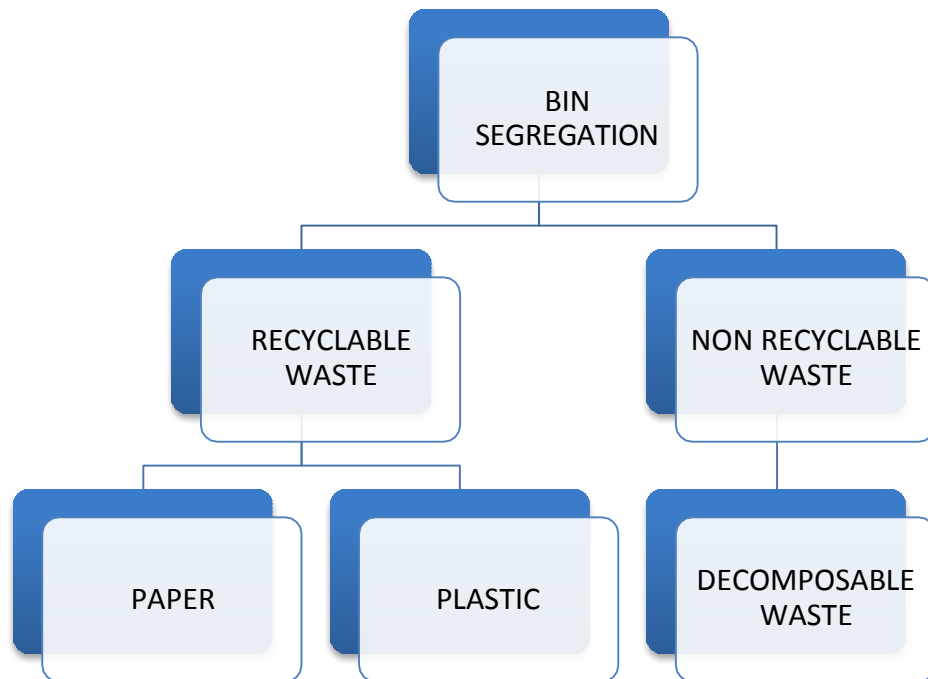 BIN
SEGREGATION
RECYCLABLE
WASTE
NON RECYCLABLE
WASTE
PAPER
PLASTIC
DECOMPOSABLE
WASTE